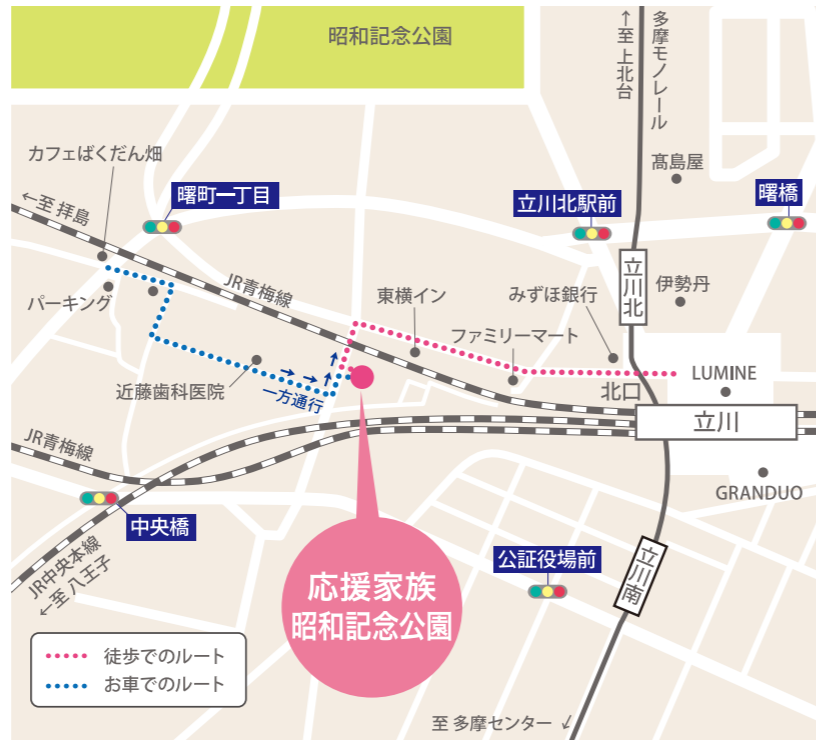 昭和記念公園
←至 上北台
多摩モノレール
カフェばくだん畑
髙島屋
曙町一丁目
立川北駅前
曙橋
←至 拝島
JR青梅線
立川北
伊勢丹
パーキング
東横イン
みずほ銀行
ファミリーマート
近藤歯科医院
一方通行
北口
LUMINE
立川
JR青梅線
GRANDUO
中央橋
公証役場前
立川南
JR中央本線
←至 八王子
応援家族
昭和記念公園
徒歩でのルート
お車でのルート
至 多摩センター ↓